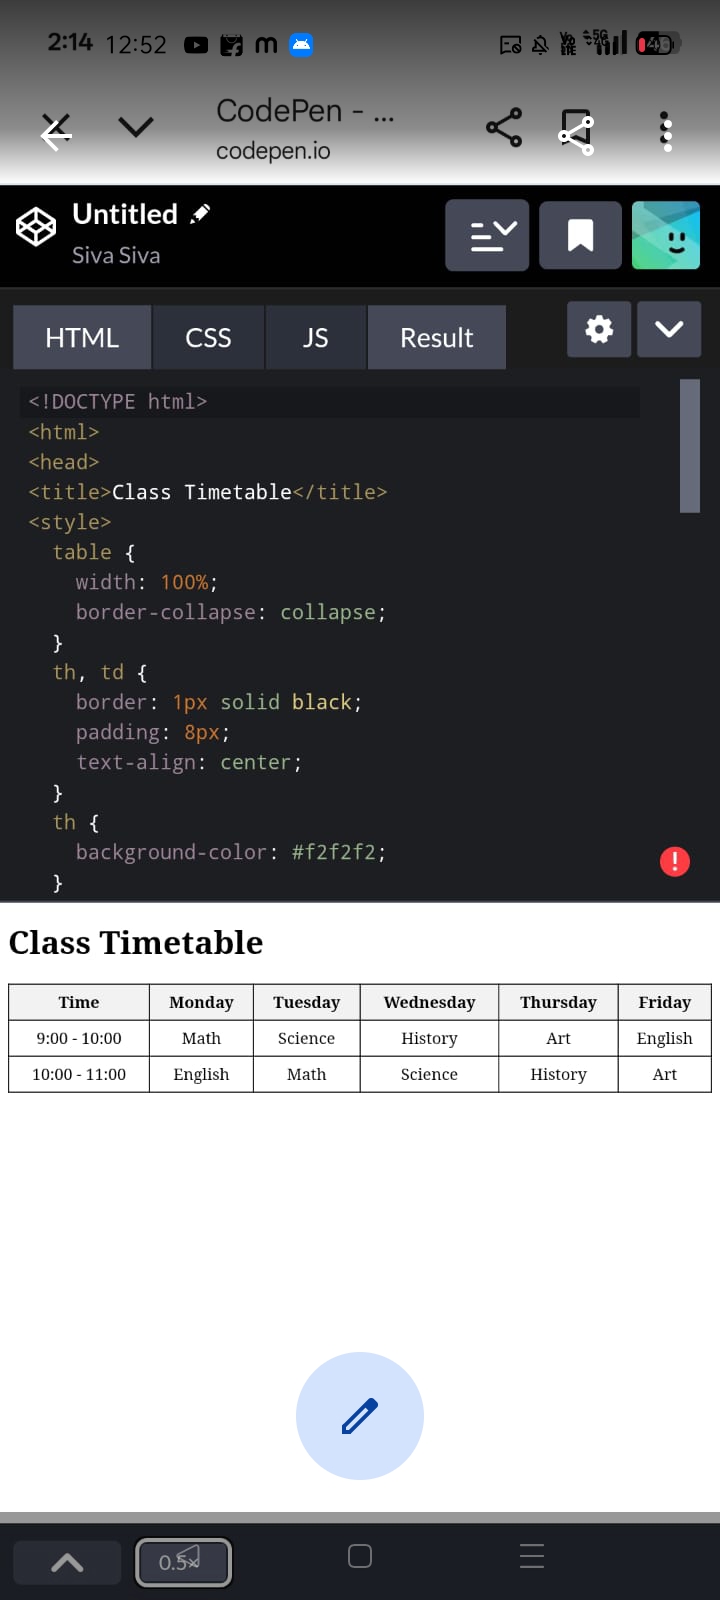 2:14 12:52
CodePen - ...
codepen.io
Untitled
Siva Siva
HTML CSS JS Result
<!DOCTYPE html>
<html>
<head>
<title>Class Timetable</title>
<style>
table {
width: 100%;
border-collapse: collapse;
}
th, td {
border: 1px solid black;
padding: 8px;
text-align: center;
}
th {
background-color: #f2f2f2;
}
Class Timetable
Time Monday Tuesday Wednesday Thursday Friday
9:00 - 10:00 Math Science History Art English
10:00 - 11:00 English Math Science History Art
0.5×